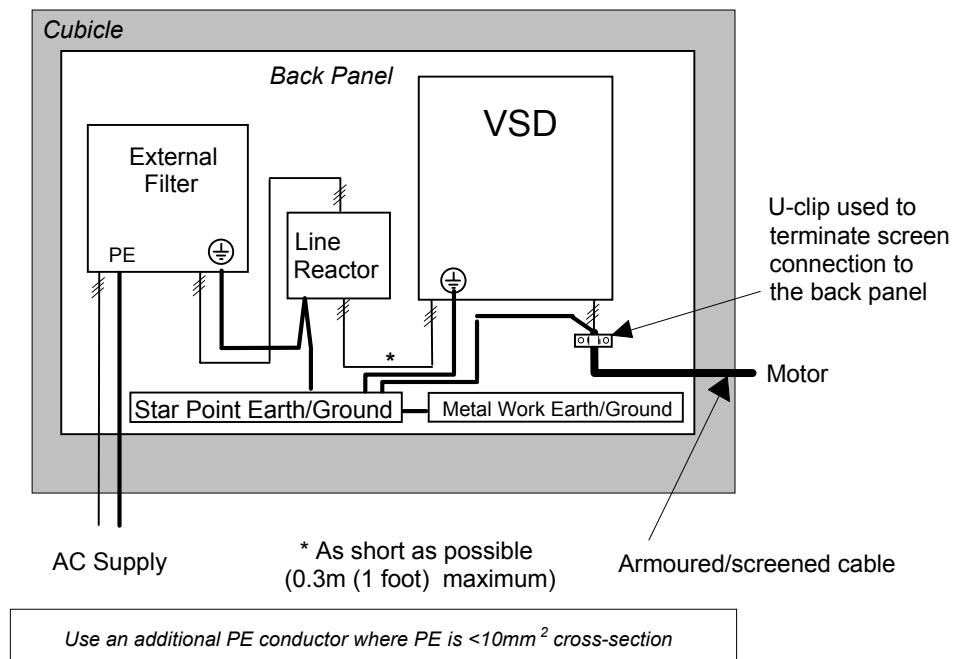 Cubicle
Back Panel
VSD
External
Filter
PE
Line
Reactor
U-clip used to
terminate screen
connection to
the back panel
*
Motor
Star Point Earth/Ground
Metal Work Earth/Ground
AC Supply
* As short as possible
(0.3m (1 foot) maximum)
Armoured/screened cable
Use an additional PE conductor where PE is <10mm² cross-section